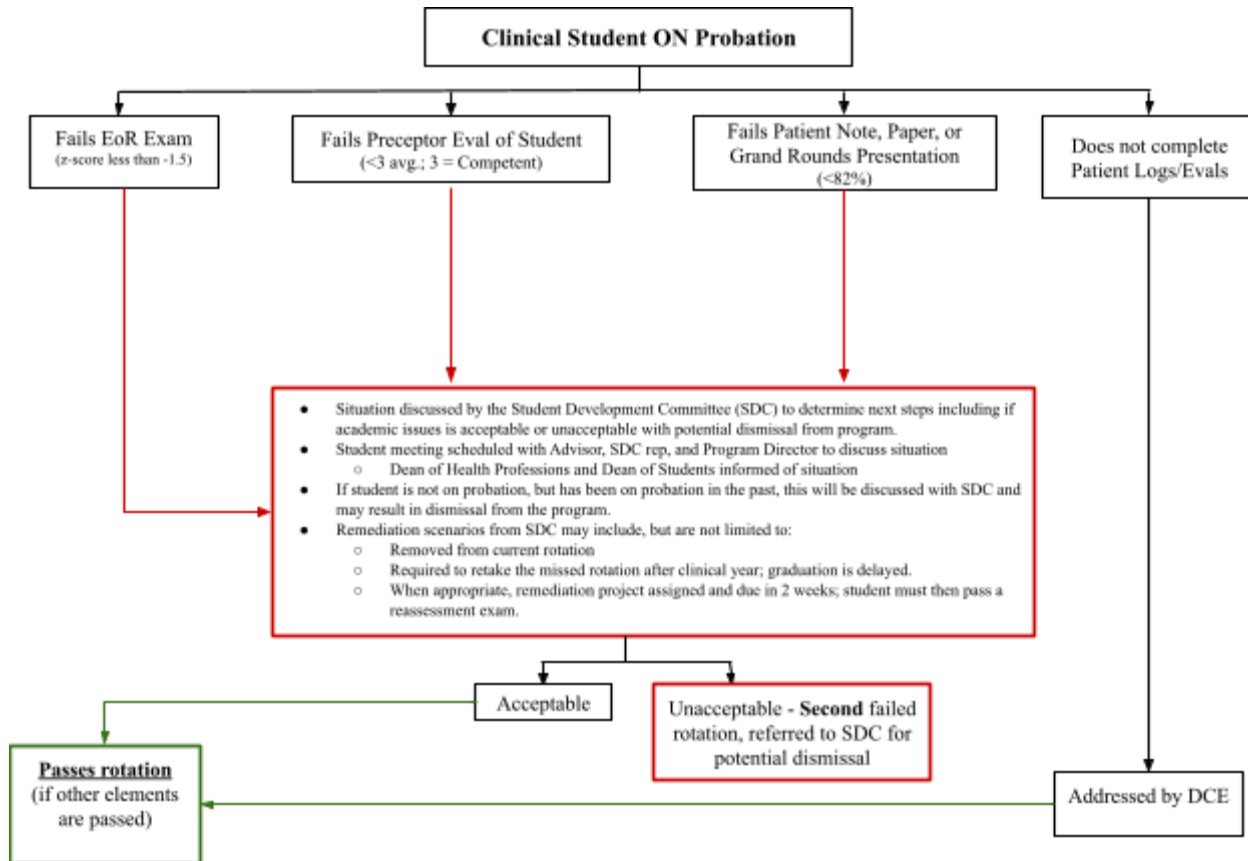 Clinical Student ON Probation
Fails EoR Exam
(z-score less than -1.5)
Fails Preceptor Eval of Student
(<3 avg.; 3 = Competent)
Fails Patient Note, Paper, or
Grand Rounds Presentation
(<82%)
Does not complete
Patient Logs/Evals
● Situation discussed by the Student Development Committee (SDC) to determine next steps including if
academic issues is acceptable or unacceptable with potential dismissal from program.
● Student meeting scheduled with Advisor, SDC rep, and Program Director to discuss situation
○ Dean of Health Professions and Dean of Students informed of situation
● If student is not on probation, but has been on probation in the past, this will be discussed with SDC and
may result in dismissal from the program.
● Remediation scenarios from SDC may include, but are not limited to:
○ Removed from current rotation
○ Required to retake the missed rotation after clinical year; graduation is delayed.
○ When appropriate, remediation project assigned and due in 2 weeks; student must then pass a
reassessment exam.
Acceptable
Unacceptable - Second failed
rotation, referred to SDC for
potential dismissal
Passes rotation
(if other elements
are passed)
Addressed by DCE